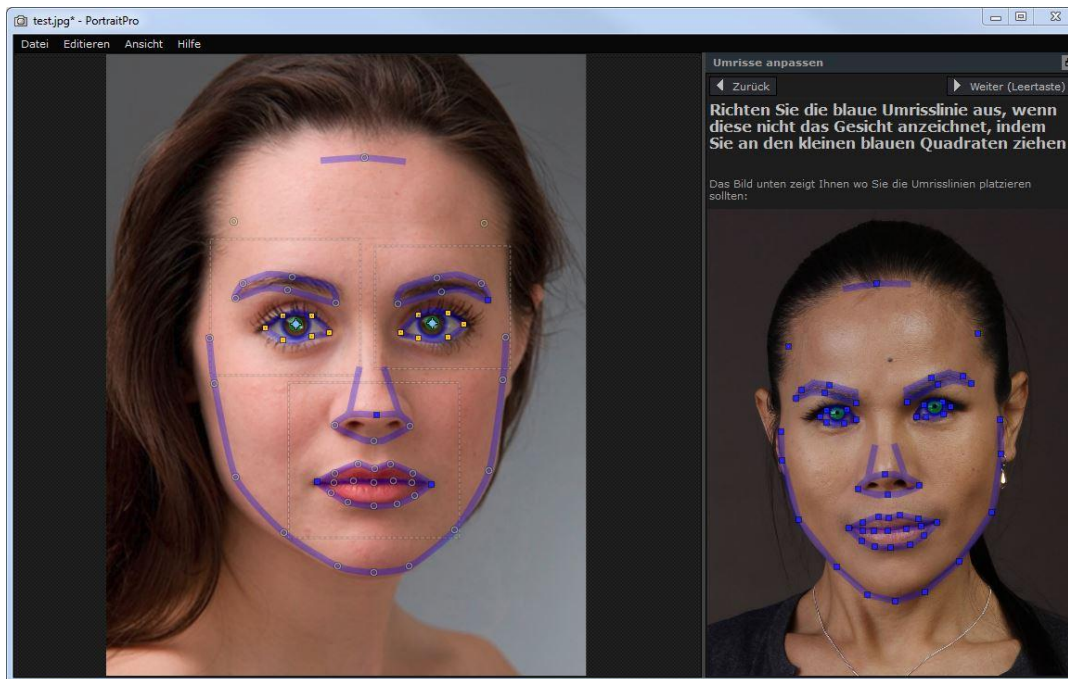 test.jpg* - PortraitPro
Datei Editieren Ansicht Hilfe
Umrisse anpassen
Zurück Weiter (Leertaste)
Richten Sie die blaue Umrisslinie aus, wenn
diese nicht das Gesicht anzeichnet, indem
Sie an den kleinen blauen Quadraten ziehen
Das Bild unten zeigt Ihnen wo Sie die Umrisslinien platzieren
sollten: